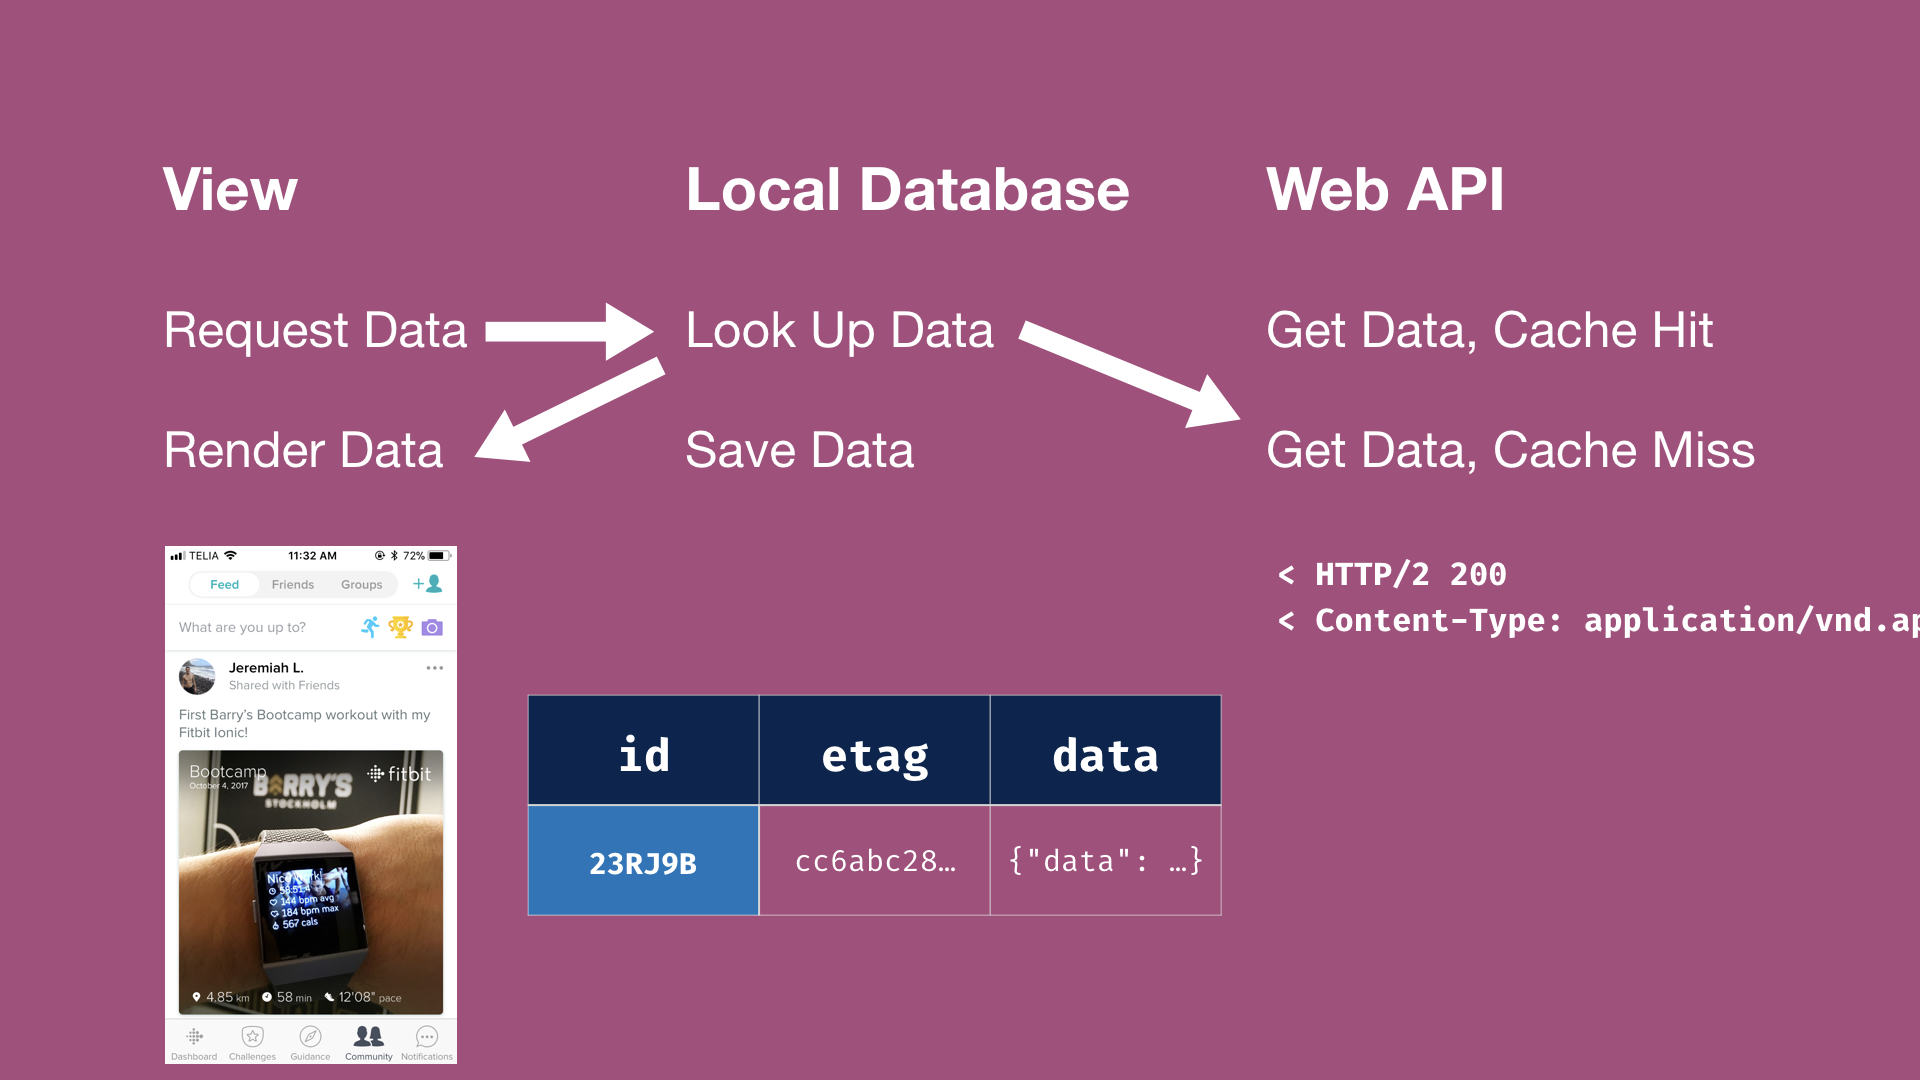 View
Local Database
Web API
Request Data
Look Up Data
Get Data, Cache Hit
Render Data
Save Data
Get Data, Cache Miss
TELIA
11:32 AM
72%
Feed
Friends
Groups
What are you up to?
Jeremiah L.
Shared with Friends
First Barry's Bootcamp workout with my
Fitbit Ionic!
Bootcamp
October 4, 2017
fitbit
BARRY'S
STOCKHOLM
58:51.4
144 bpm avg
184 bpm max
567 cals
4.85 km
58 min
12'08" pace
Dashboard
Challenges
Guidance
Community
Notifications
< HTTP/2 200
< Content-Type: application/vnd.ap
id
etag
data
23RJ9B
cc6abc28…
{"data": …}